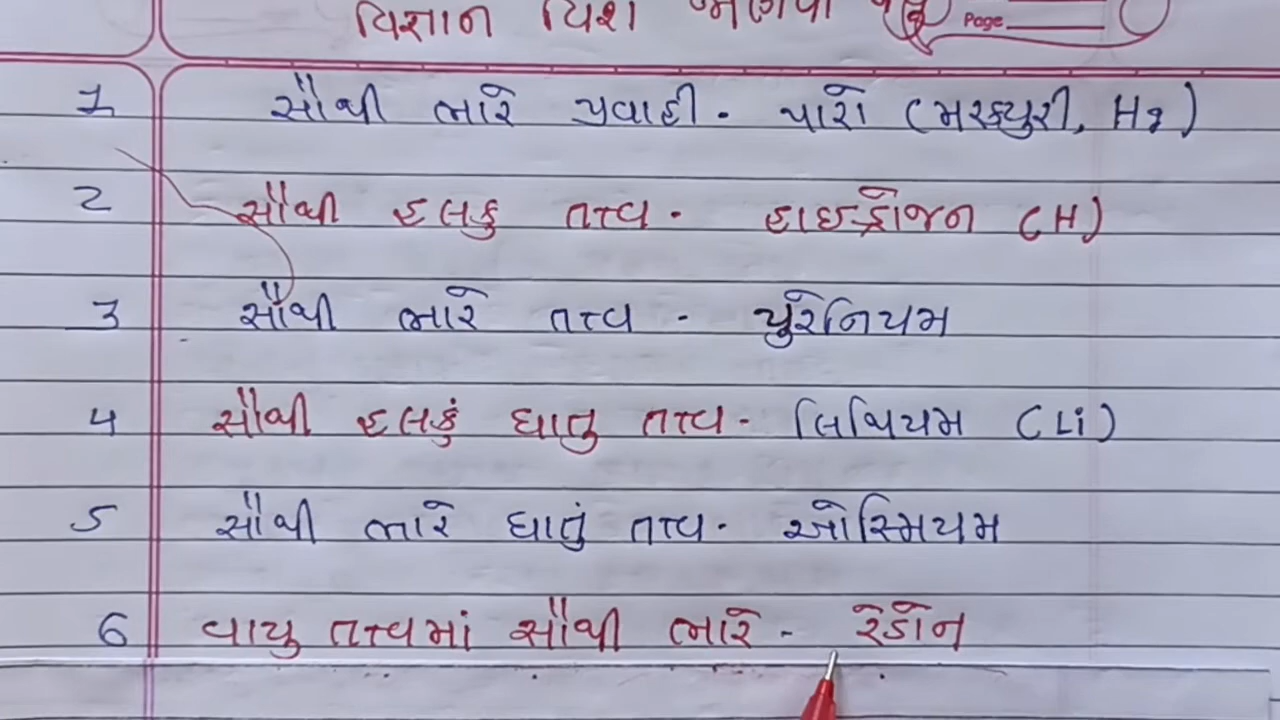 વિજ્ઞાન વિશે Page
1 સૌથી ભારે પ્રવાહી. પારો (મરક્યુરી, Hg)
2 સૌથી હલકુ તત્વ. હાઇડ્રોજન (H)
3 સૌથી ભારે તત્વ . યુરેનિયમ
4 સૌથી હલકું ધાતુ તત્વ. લિથિયમ (Li)
5 સૌથી ભારે ધાતું તત્વ. ઓસ્મિયમ
6 વાયુ તત્વમાં સૌથી ભારે - રેડોન